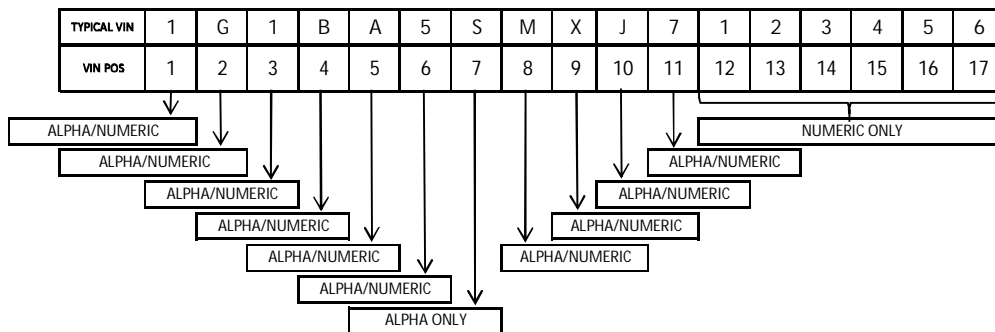 TYPICAL VIN 1 G 1 B A 5 S M X J 7 1 2 3 4 5 6
VIN POS 1 2 3 4 5 6 7 8 9 10 11 12 13 14 15 16 17
ALPHA/NUMERIC NUMERIC ONLY
ALPHA/NUMERIC ALPHA/NUMERIC
ALPHA/NUMERIC ALPHA/NUMERIC
ALPHA/NUMERIC ALPHA/NUMERIC
ALPHA/NUMERIC ALPHA/NUMERIC
ALPHA/NUMERIC
ALPHA ONLY